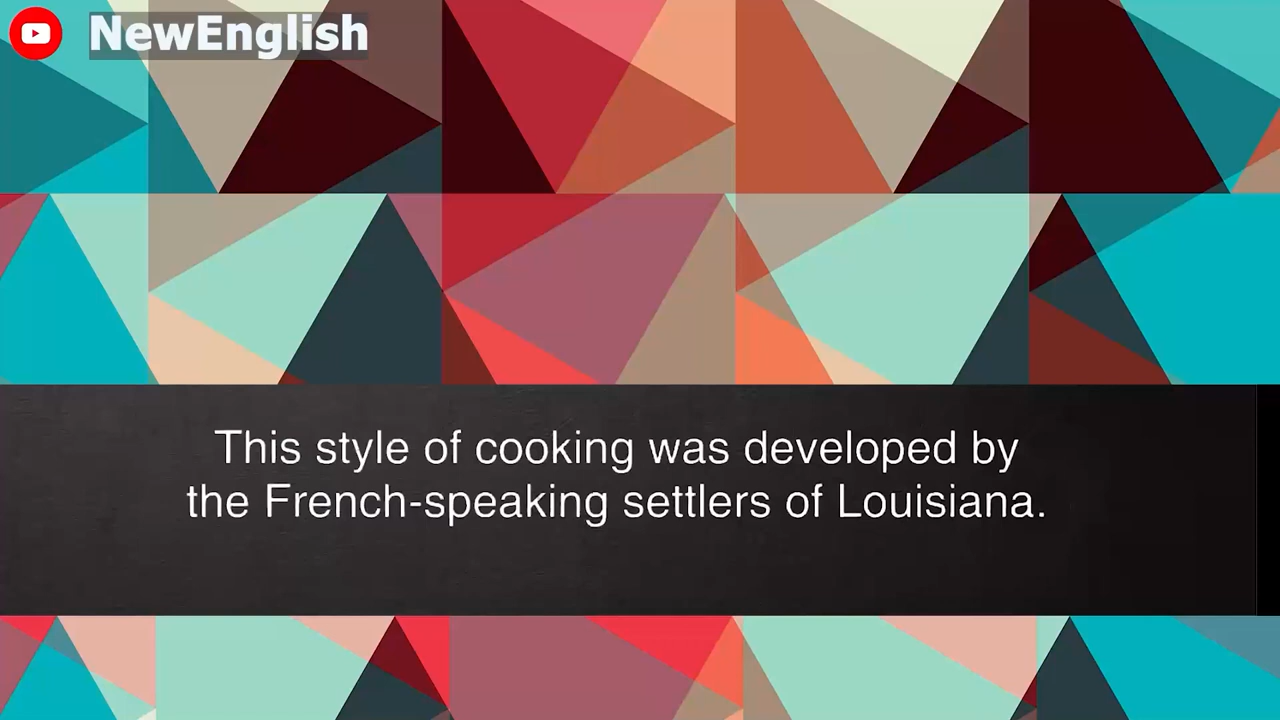 NewEnglish
This style of cooking was developed by
the French-speaking settlers of Louisiana.